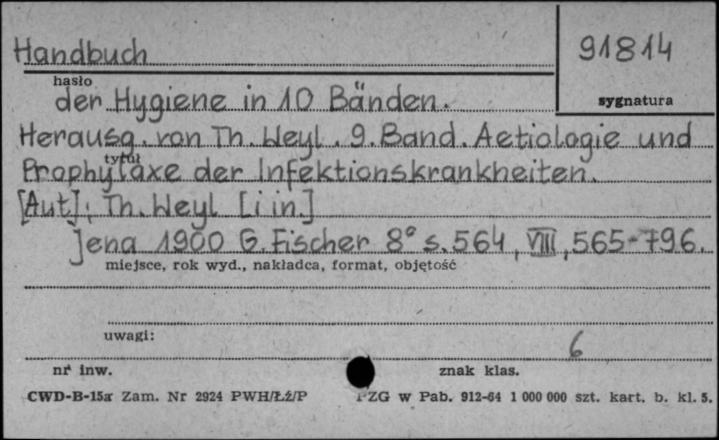 Handbuch
91814
hasło
der Hygiene in 10 Bänden.
sygnatura
Herausg. von Th. Weyl. 9. Band. Aetiologie und
tytuł
Prophylaxe der Infektionskrankheiten.
[Aut]: Th. Weyl [i in.]
Jena 1900 G. Fischer 8° s. 564, VIII, 565-796.
miejsce, rok wyd., nakładca, format, objętość
uwagi:
6
nr inw.
znak klas.
CWD-B-15a Zam. Nr 2924 PWH/Łź/P PZG w Pab. 912-64 1 000 000 szt. kart. b. kl. 5.